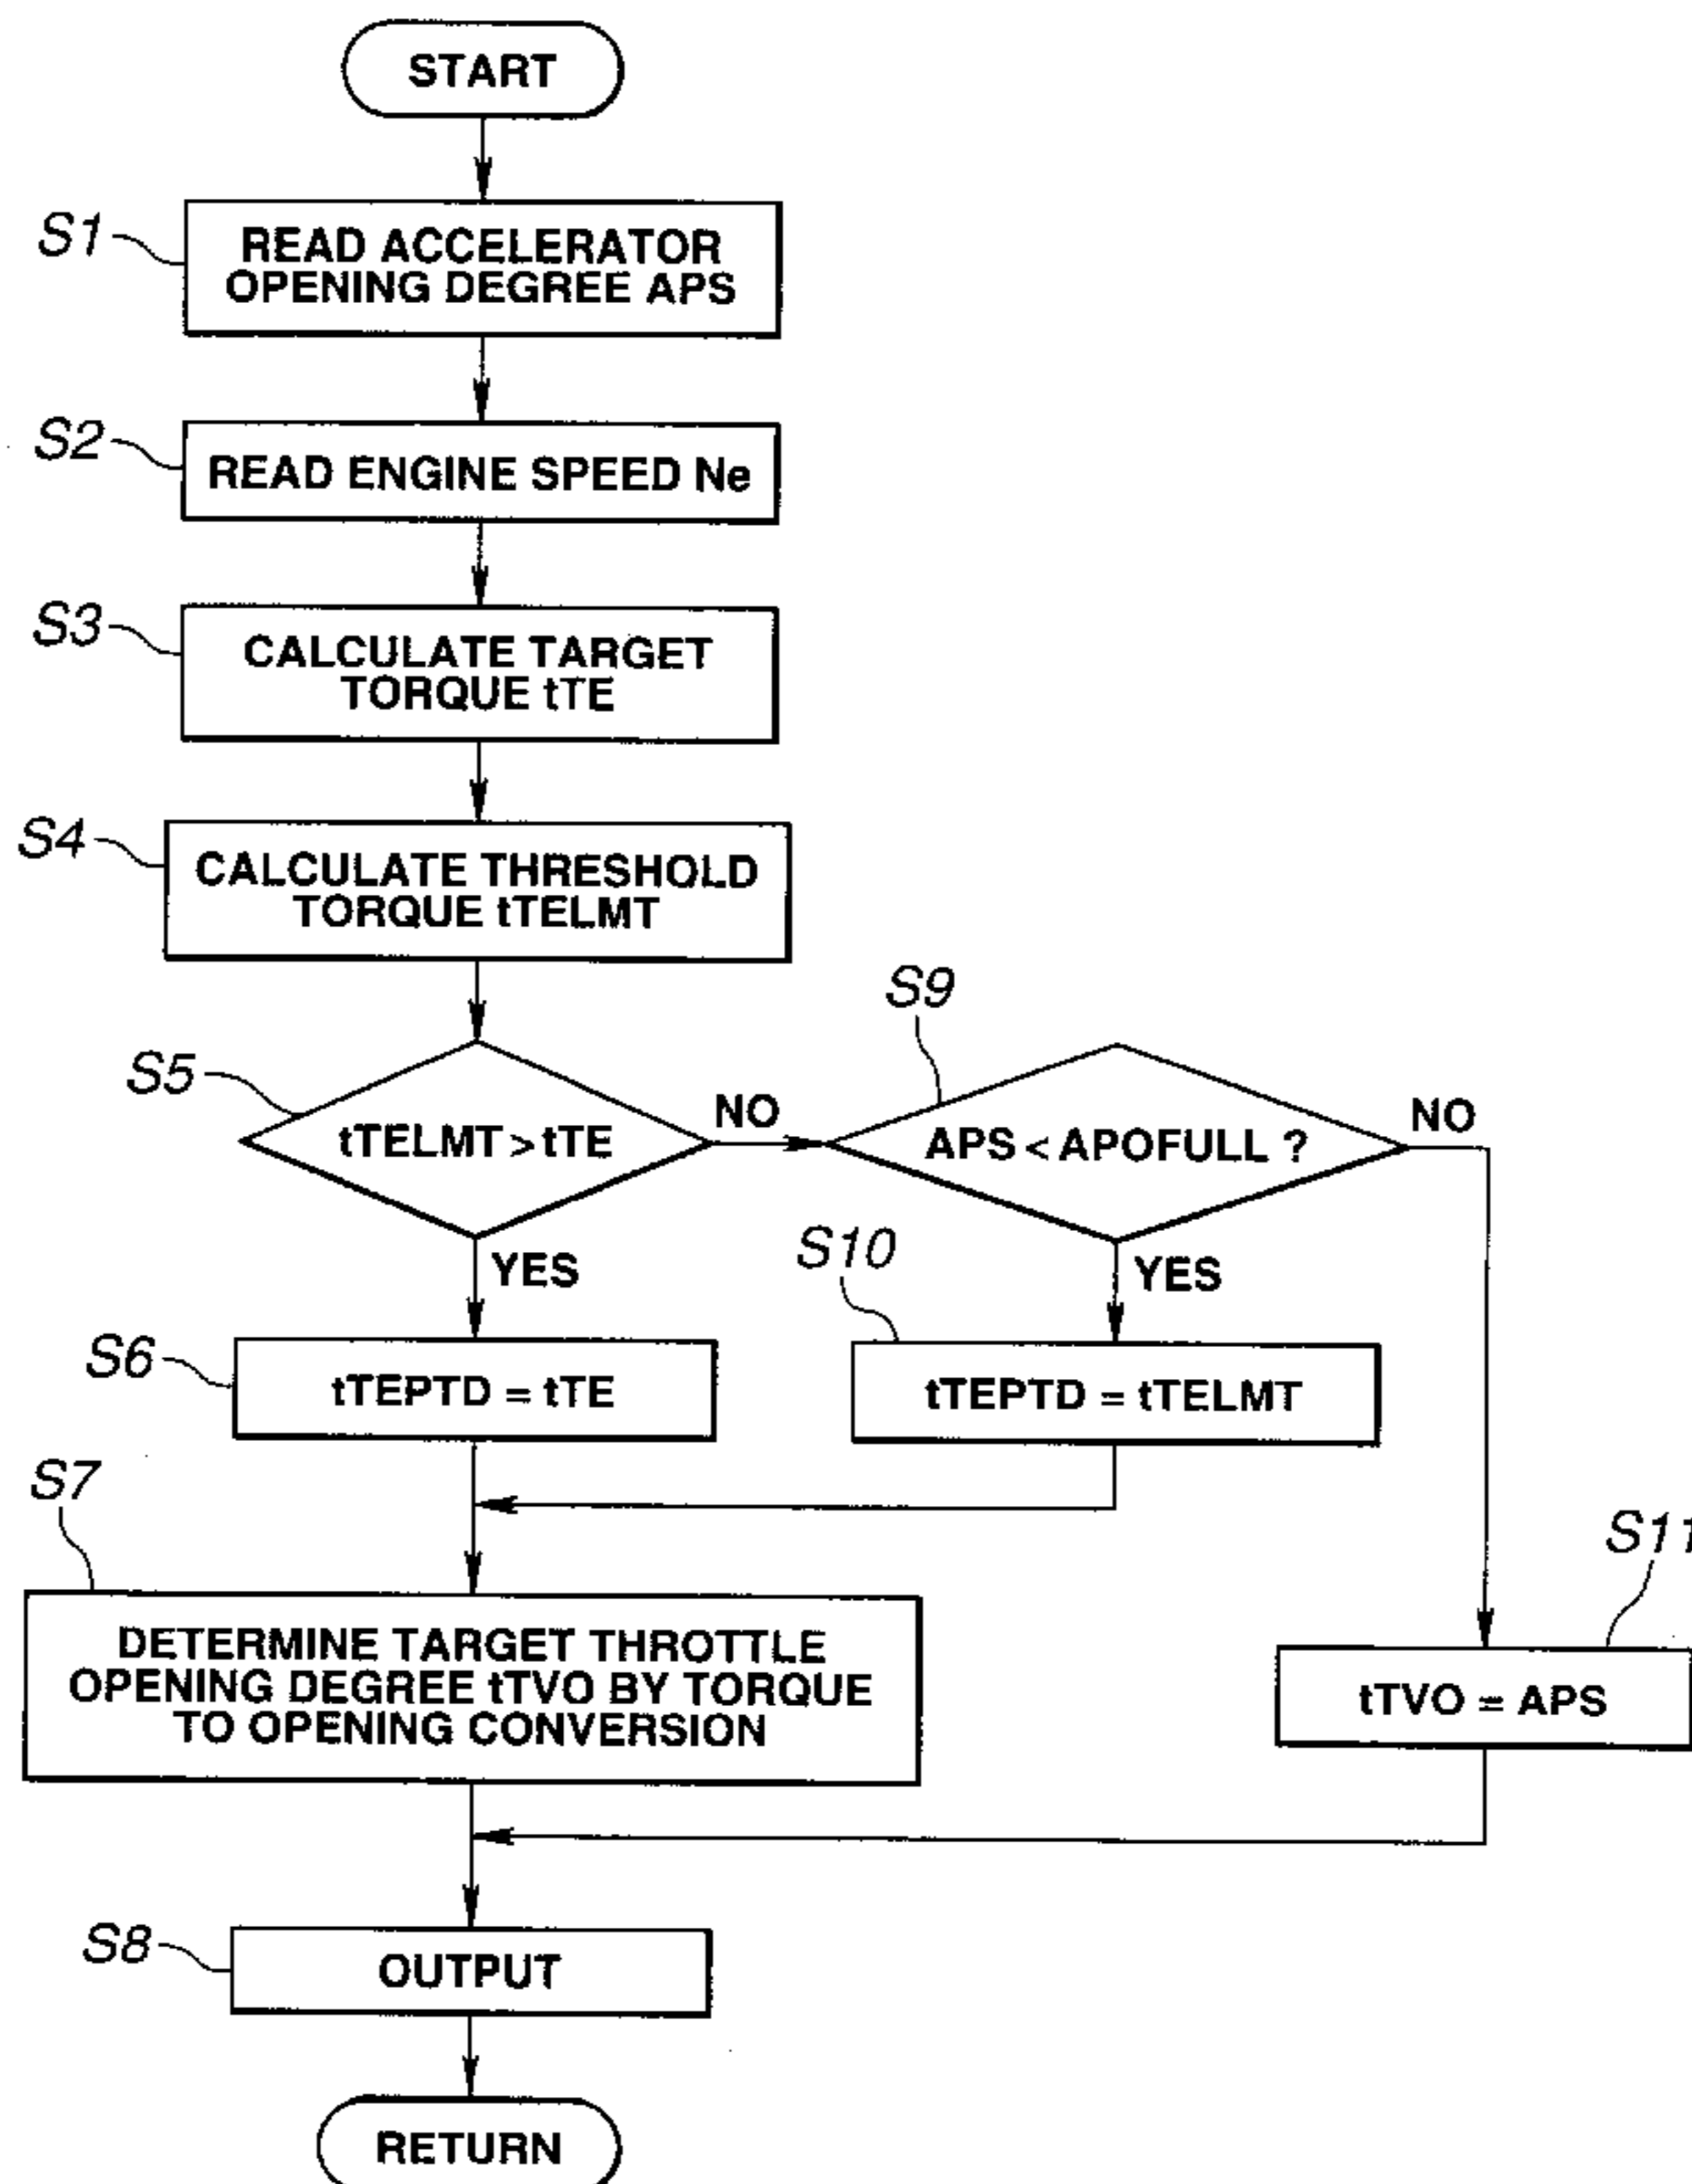 START
S1
READ ACCELERATOR
OPENING DEGREE APS
S2
READ ENGINE SPEED Ne
S3
CALCULATE TARGET
TORQUE tTE
S4
CALCULATE THRESHOLD
TORQUE tTELMT
S5
tTELMT > tTE
NO
S9
APS < APOFULL ?
NO
YES
S6
tTEPTD = tTE
YES
S10
tTEPTD = tTELMT
S7
DETERMINE TARGET THROTTLE
OPENING DEGREE tTVO BY TORQUE
TO OPENING CONVERSION
S11
tTVO = APS
S8
OUTPUT
RETURN